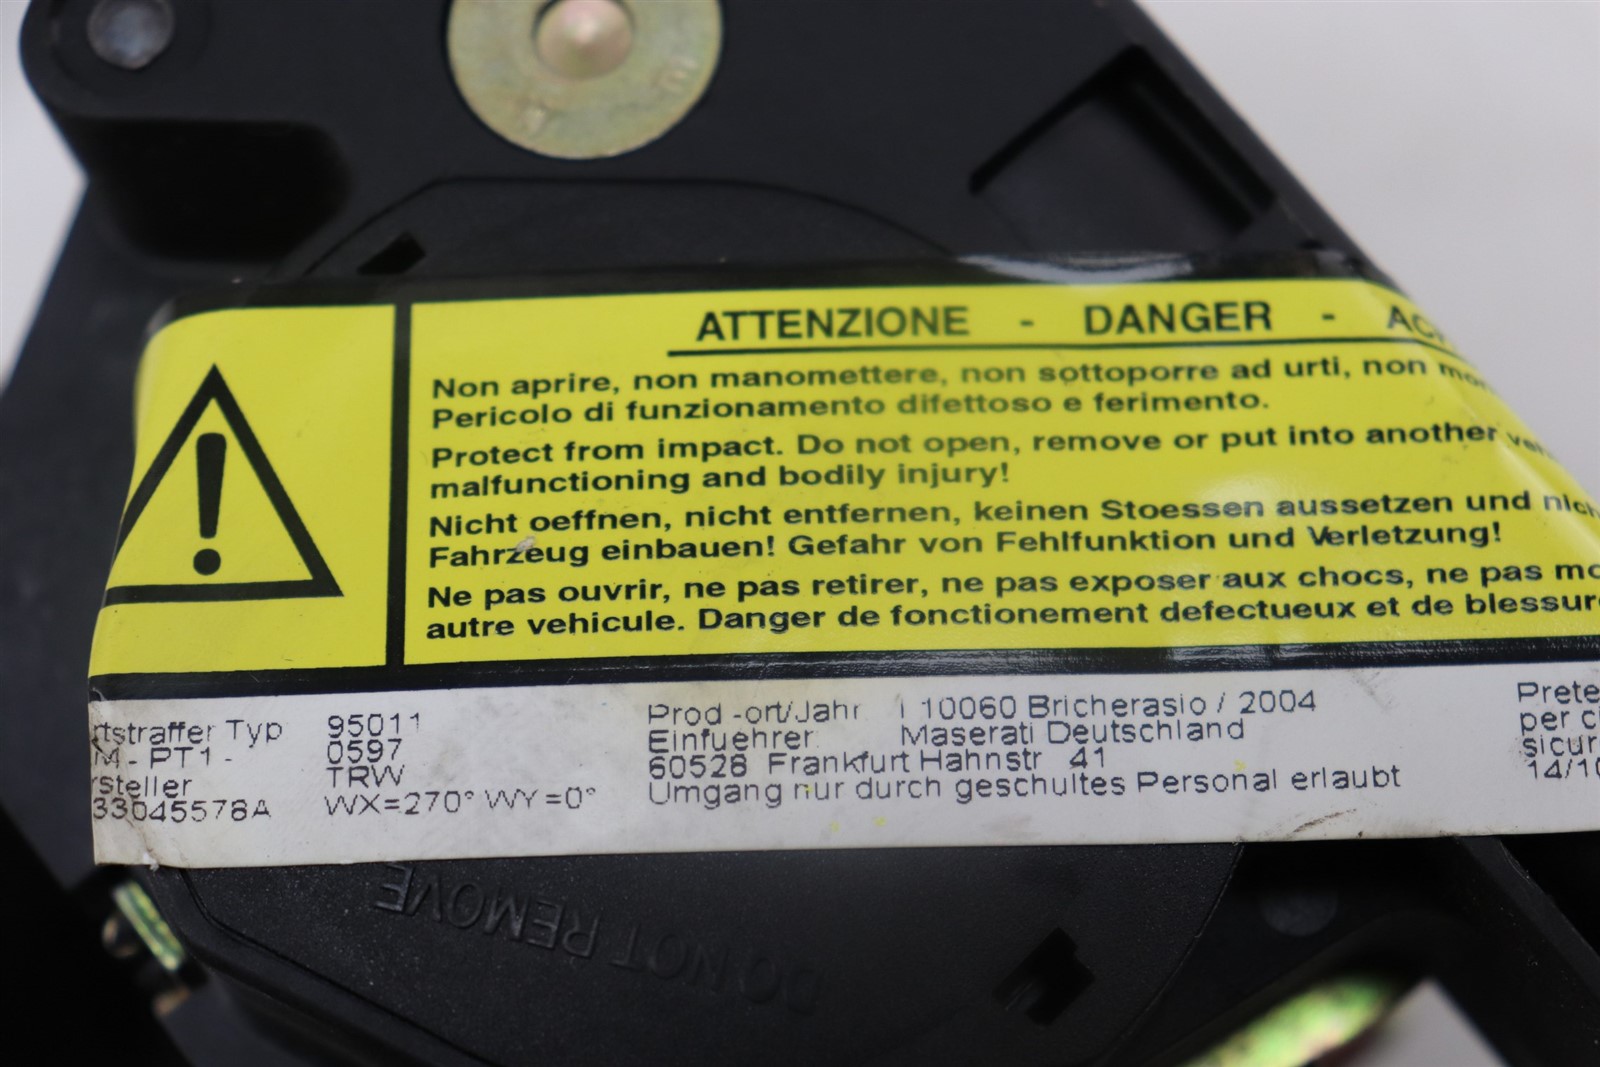 ATTENZIONE - DANGER -
Non aprire, non manomettere, non sottoporre ad urti, non
Pericolo di funzionamento difettoso e ferimento.
Protect from impact. Do not open, remove or put into another
malfunctioning and bodily injury!
Nicht oeffnen, nicht entfernen, keinen Stoessen aussetzen und
Fahrzeug einbauen! Gefahr von Fehlfunktion und Verletzung!
Ne pas ouvrir, ne pas retirer, ne pas exposer aux chocs, ne pas
autre vehicule. Danger de fonctionement defectueux et de
rtstraffer Typ 95011
M - PT1 - 0597
rsteller TRW
33045578A WX=270° WY=0°
Prod -ort/Jahr I 10060 Bricherasio / 2004
Einfuehrer Maserati Deutschland
60528 Frankfurt Hahnstr 41
Umgang nur durch geschultes Personal erlaubt
Prete
per
sicur
14/10
DO NOT REMOVE